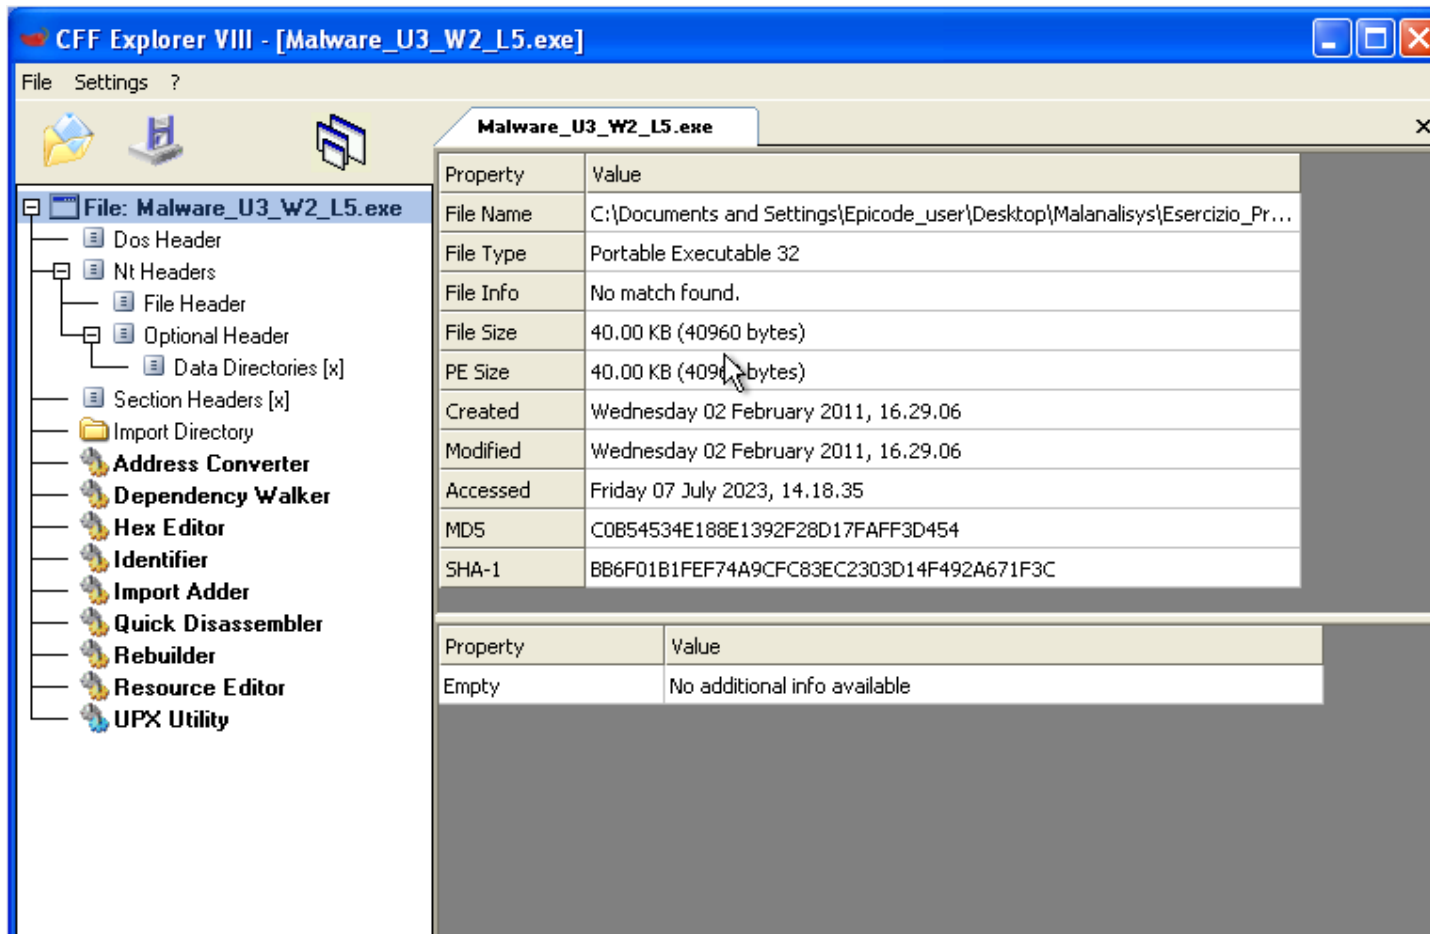 CFF Explorer VIII - [Malware_U3_W2_L5.exe]
File Settings ?
Malware_U3_W2_L5.exe
File: Malware_U3_W2_L5.exe
Dos Header
Nt Headers
File Header
Optional Header
Data Directories [x]
Section Headers [x]
Import Directory
Address Converter
Dependency Walker
Hex Editor
Identifier
Import Adder
Quick Disassembler
Rebuilder
Resource Editor
UPX Utility
Property Value
File Name C:\Documents and Settings\Epicode_user\Desktop\Malanalisys\Esercizio_Pr...
File Type Portable Executable 32
File Info No match found.
File Size 40.00 KB (40960 bytes)
PE Size 40.00 KB (40960 bytes)
Created Wednesday 02 February 2011, 16.29.06
Modified Wednesday 02 February 2011, 16.29.06
Accessed Friday 07 July 2023, 14.18.35
MD5 C0B54534E188E1392F28D17FAFF3D454
SHA-1 BB6F01B1FEF74A9CFC83EC2303D14F492A671F3C
Property Value
Empty No additional info available